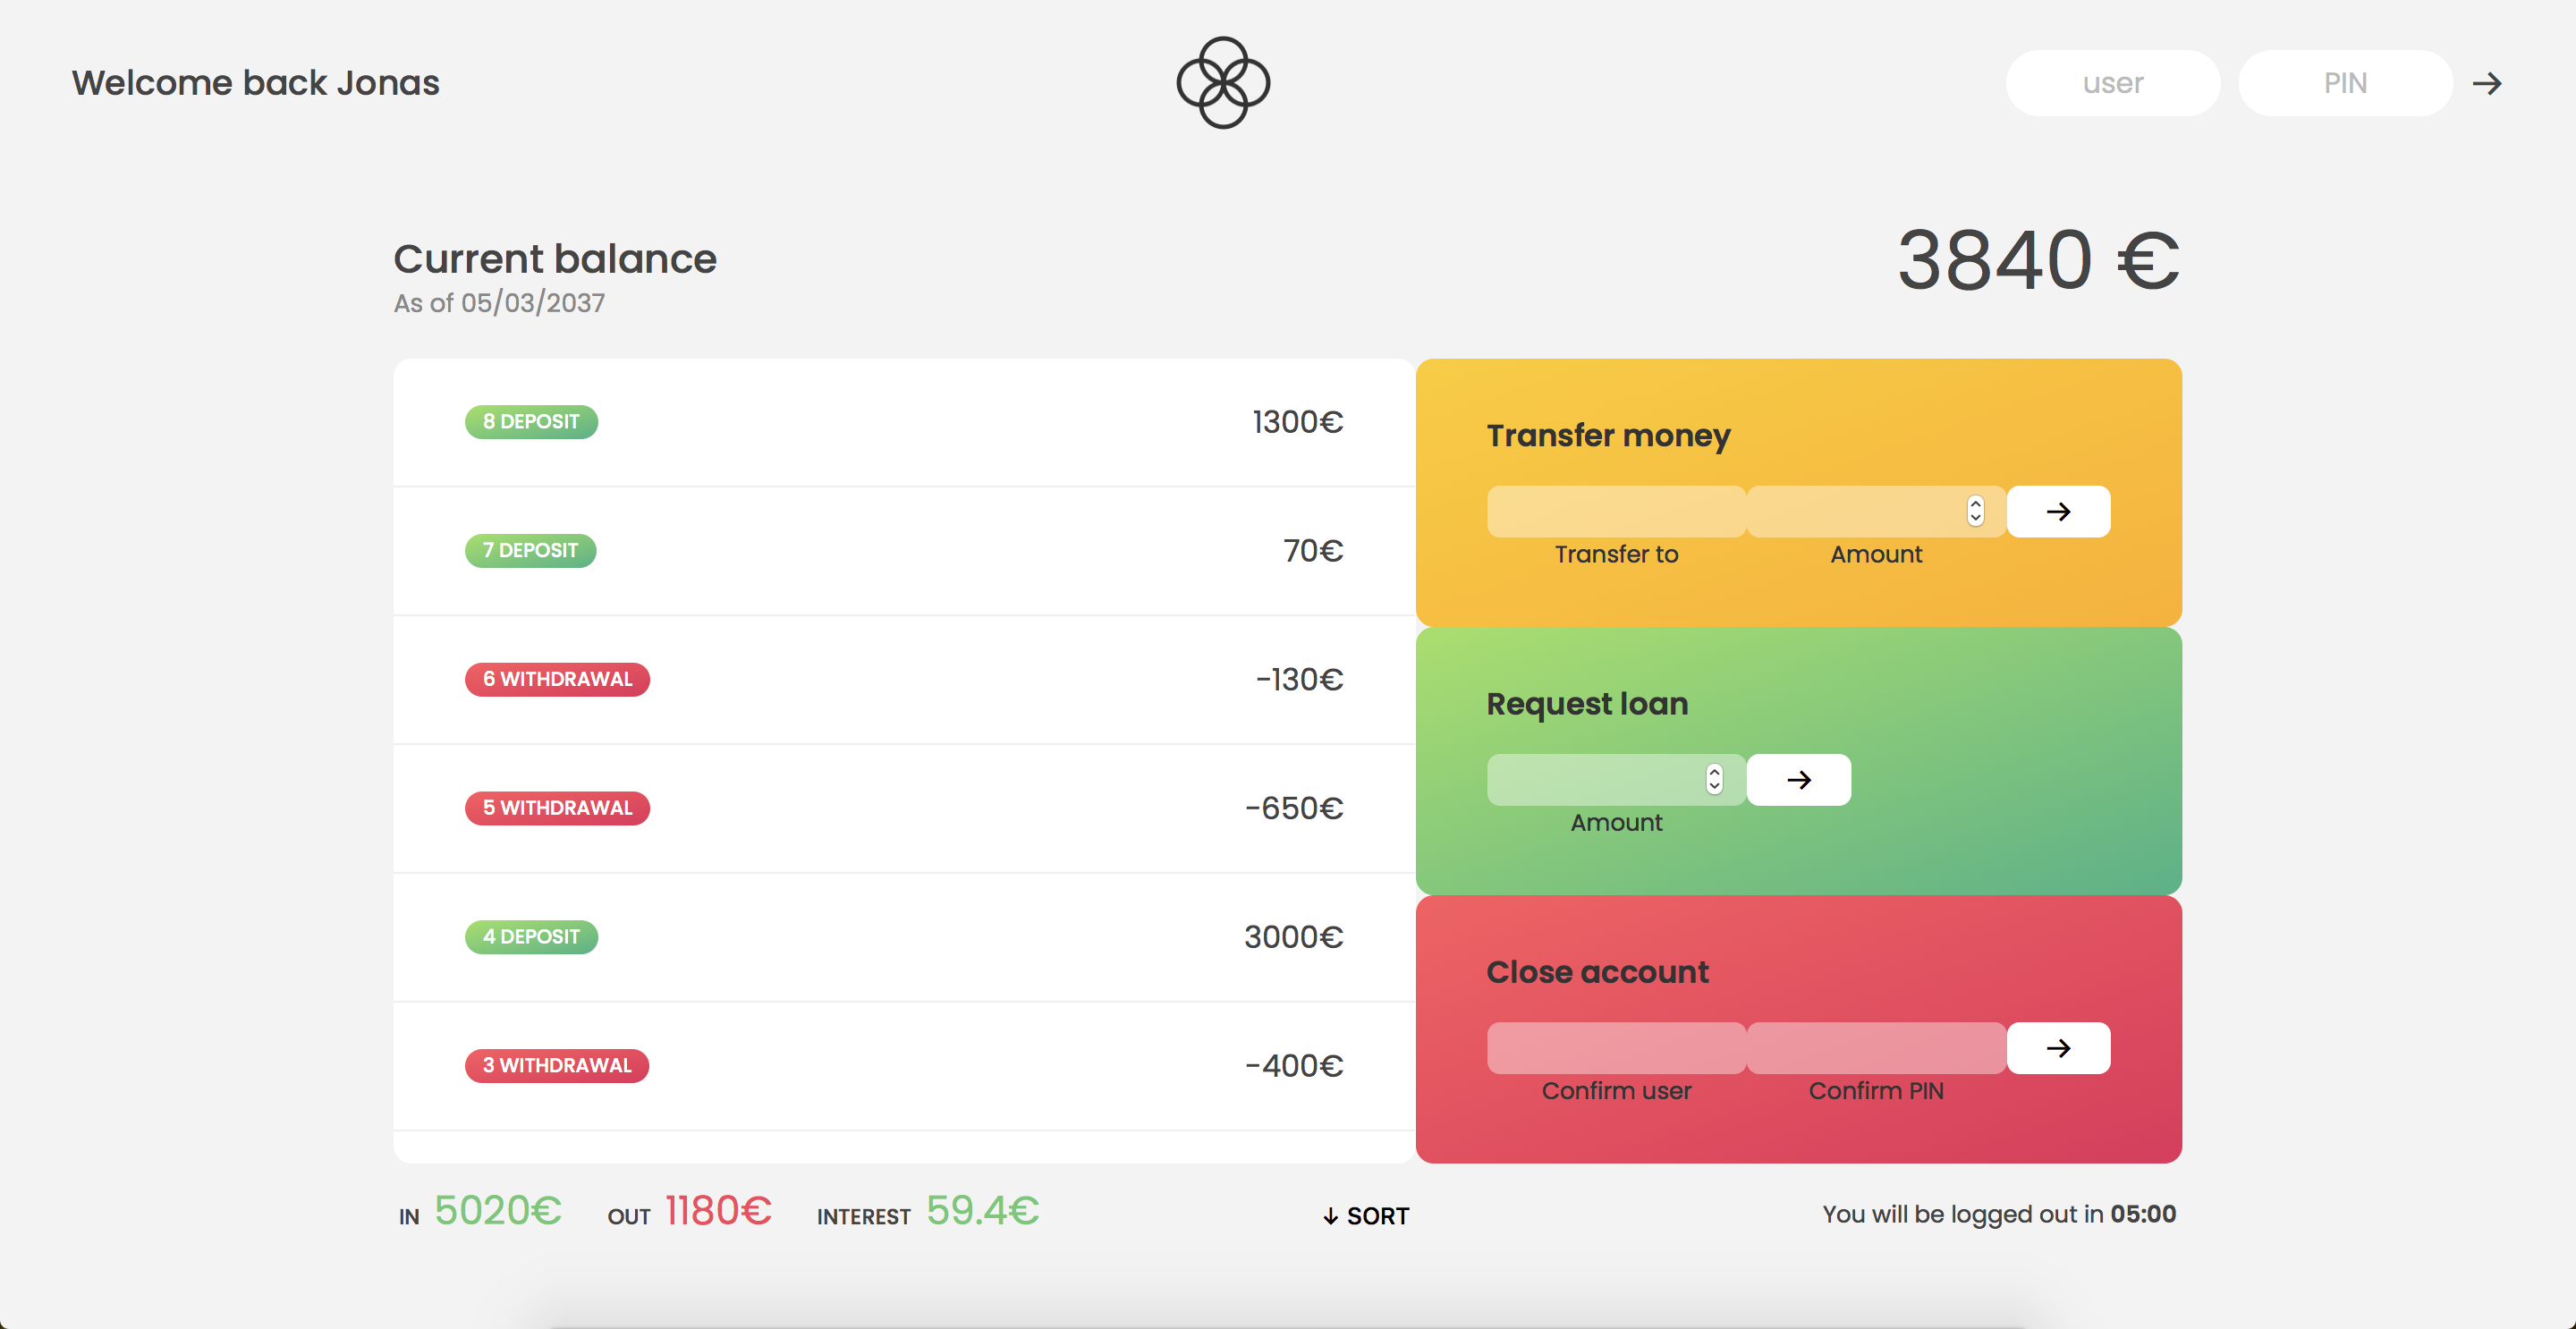 Welcome back Jonas
user PIN →
Current balance
As of 05/03/2037
3840 €
8 DEPOSIT 1300€
7 DEPOSIT 70€
6 WITHDRAWAL -130€
5 WITHDRAWAL -650€
4 DEPOSIT 3000€
3 WITHDRAWAL -400€
Transfer money
→
Transfer to Amount
Request loan
→
Amount
Close account
→
Confirm user Confirm PIN
IN 5020€ OUT 1180€ INTEREST 59.4€ ↓ SORT
You will be logged out in 05:00